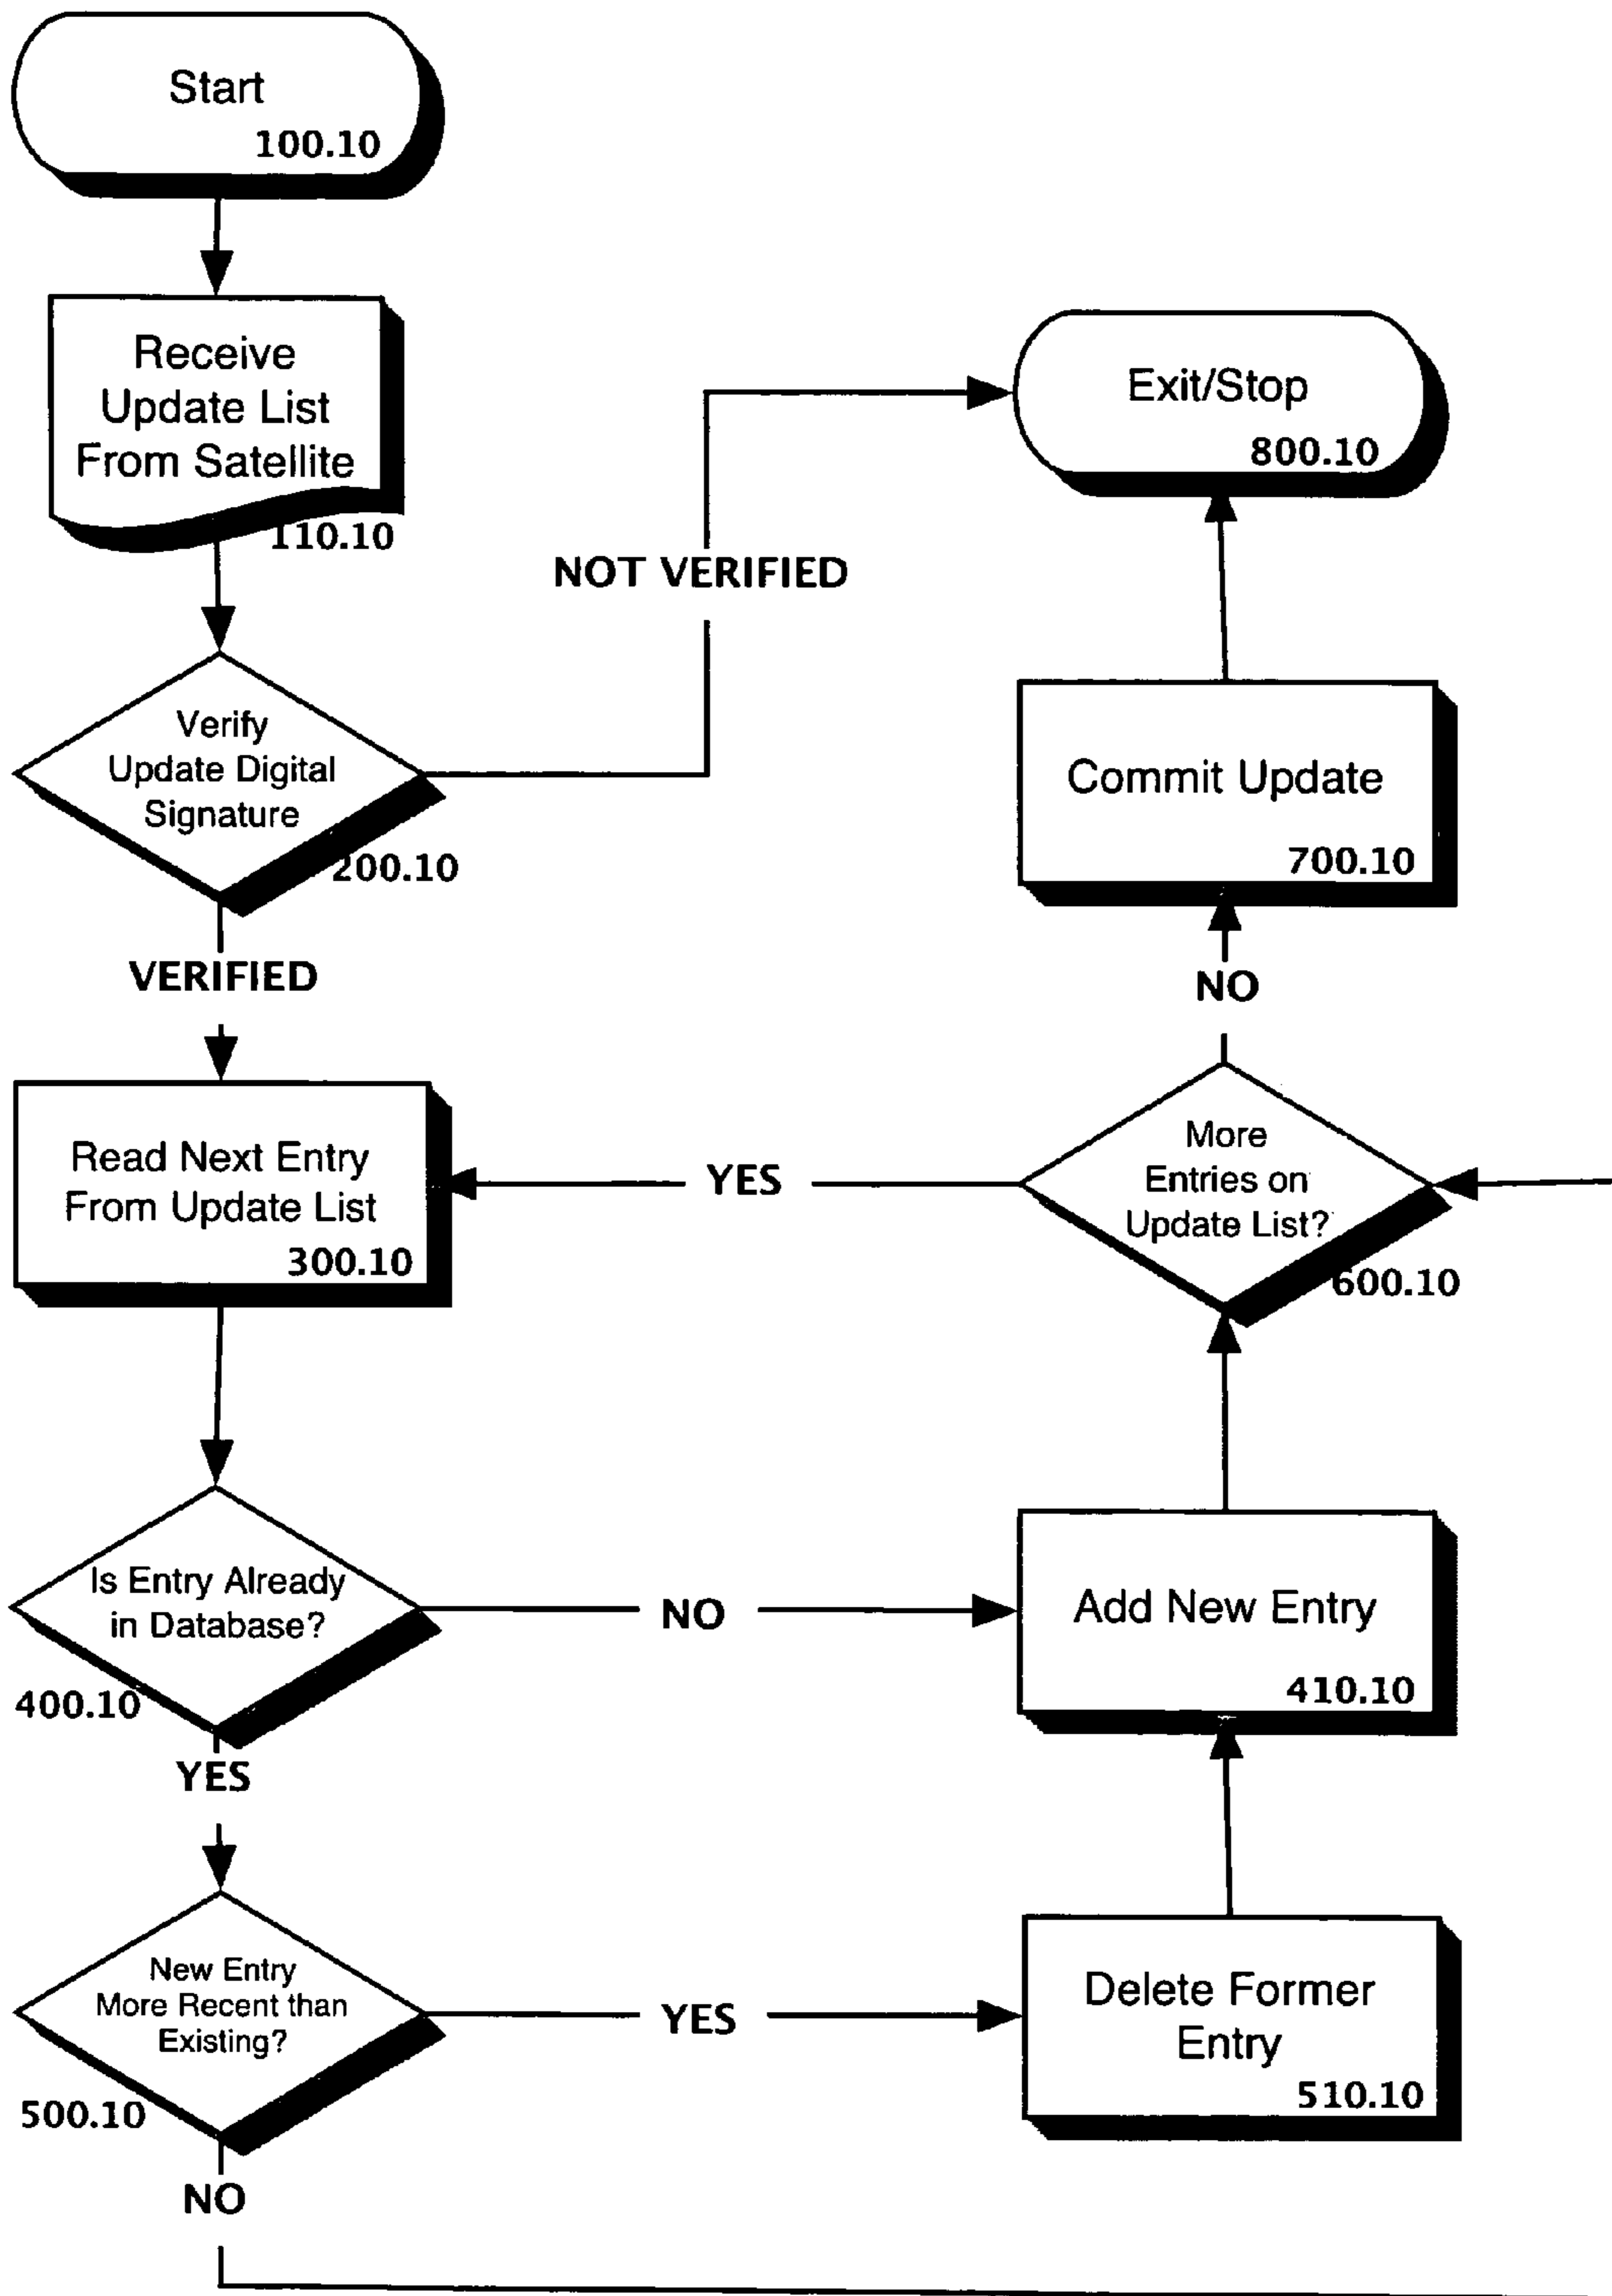 Start
100.10
Receive
Update List
From Satellite
110.10
Exit/Stop
800.10
NOT VERIFIED
Verify
Update Digital
Signature
200.10
Commit Update
700.10
VERIFIED
NO
Read Next Entry
From Update List
300.10
YES
More
Entries on
Update List?
600.10
Is Entry Already
in Database?
400.10
NO
Add New Entry
410.10
YES
New Entry
More Recent than
Existing?
500.10
YES
Delete Former
Entry
510.10
NO